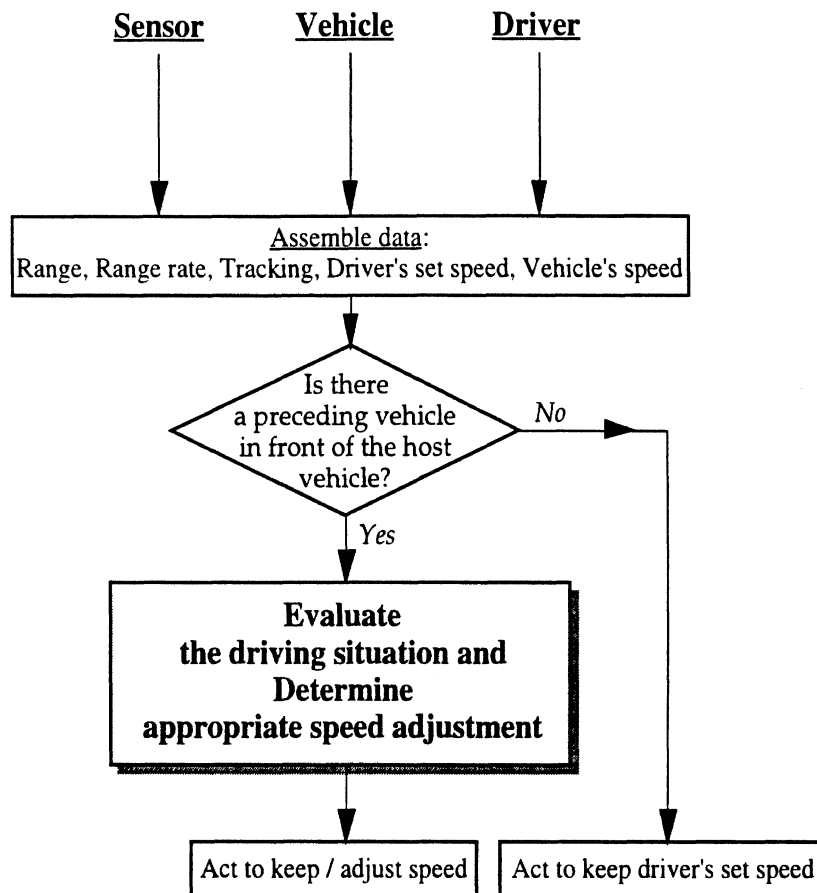 Sensor Vehicle Driver
Assemble data:
Range, Range rate, Tracking, Driver's set speed, Vehicle's speed
Is there
a preceding vehicle
in front of the host
vehicle?
No
Yes
Evaluate
the driving situation and
Determine
appropriate speed adjustment
Act to keep / adjust speed
Act to keep driver's set speed